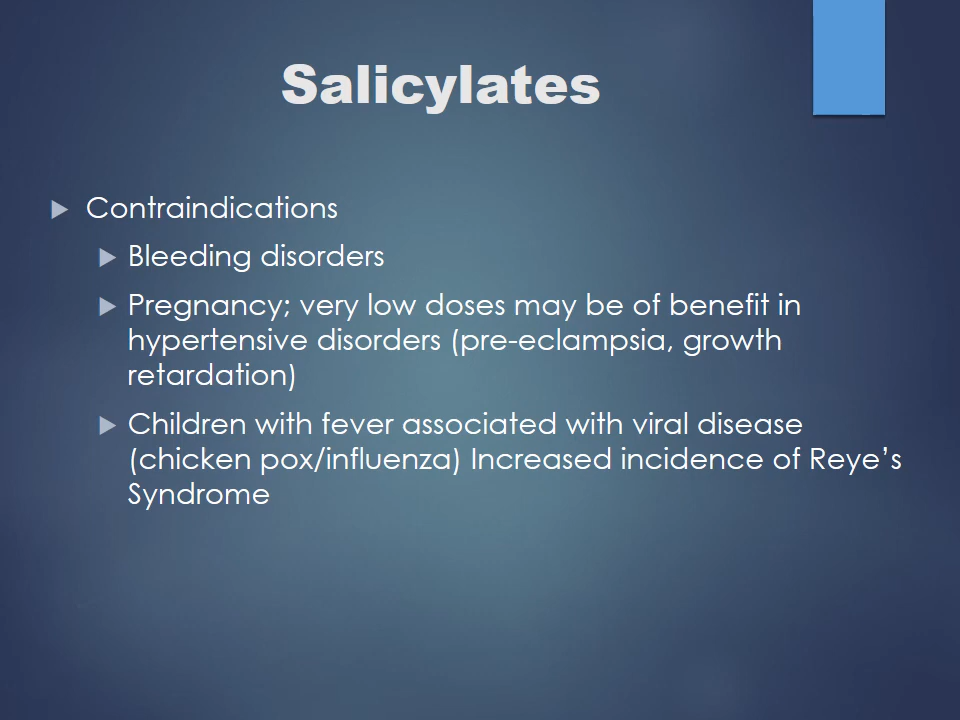 Salicylates
Contraindications
Bleeding disorders
Pregnancy; very low doses may be of benefit in
hypertensive disorders (pre-eclampsia, growth
retardation)
Children with fever associated with viral disease
(chicken pox/influenza) Increased incidence of Reye’s
Syndrome